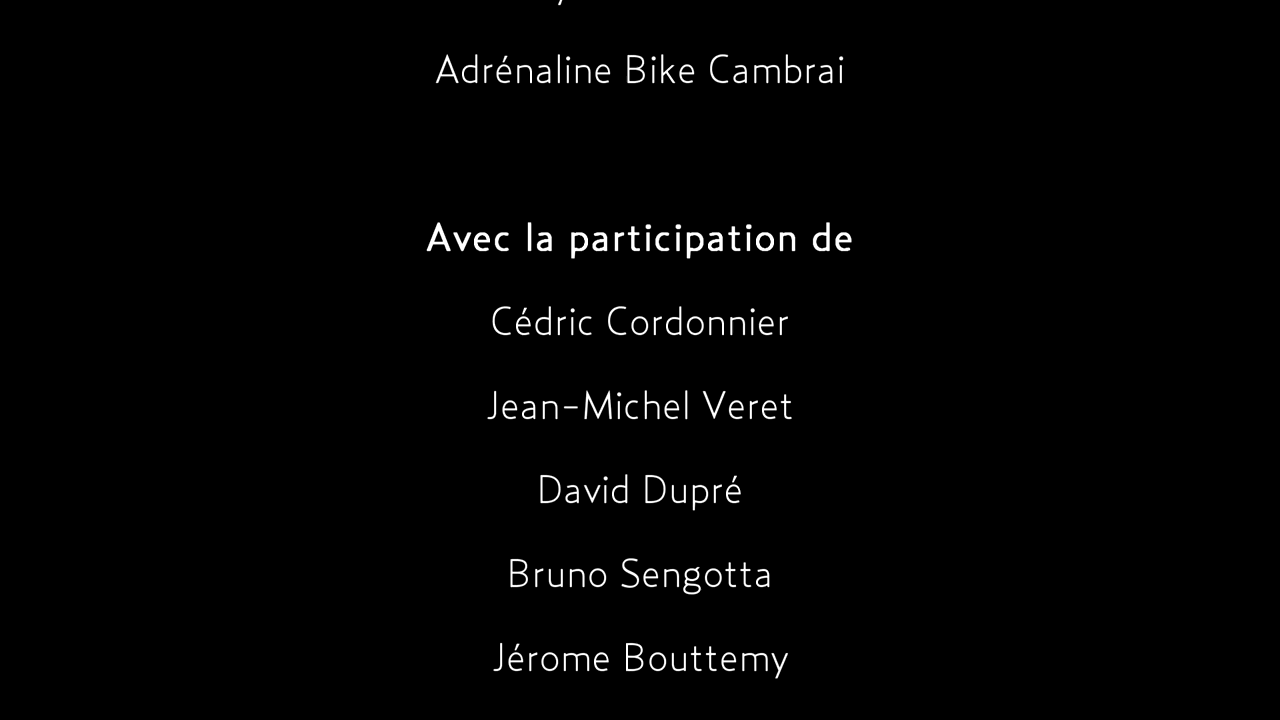 Adrénaline Bike Cambrai
Avec la participation de
Cédric Cordonnier
Jean-Michel Veret
David Dupré
Bruno Sengotta
Jérome Bouttemy